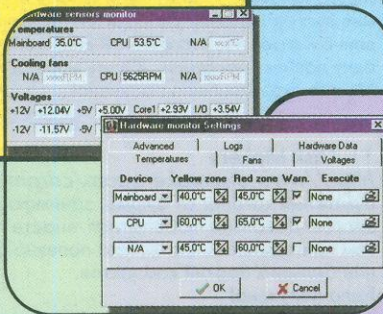 Hardware sensors monitor
Temperatures
Mainboard 35.0°C CPU 53.5°C N/A
Cooling fans
N/A CPU 5625RPM N/A
Voltages
+12V +12.04V +5V +5.00V Core1 +2.93V I/O +3.54V
-12V -11.57V -5V
Hardware monitor Settings
Advanced Logs Hardware Data
Temperatures Fans Voltages
Device Yellow zone Red zone Warn. Execute
Mainboard 40,0°C 45,0°C None
CPU 60,0°C 65,0°C None
N/A 45,0°C 60,0°C None
OK Cancel